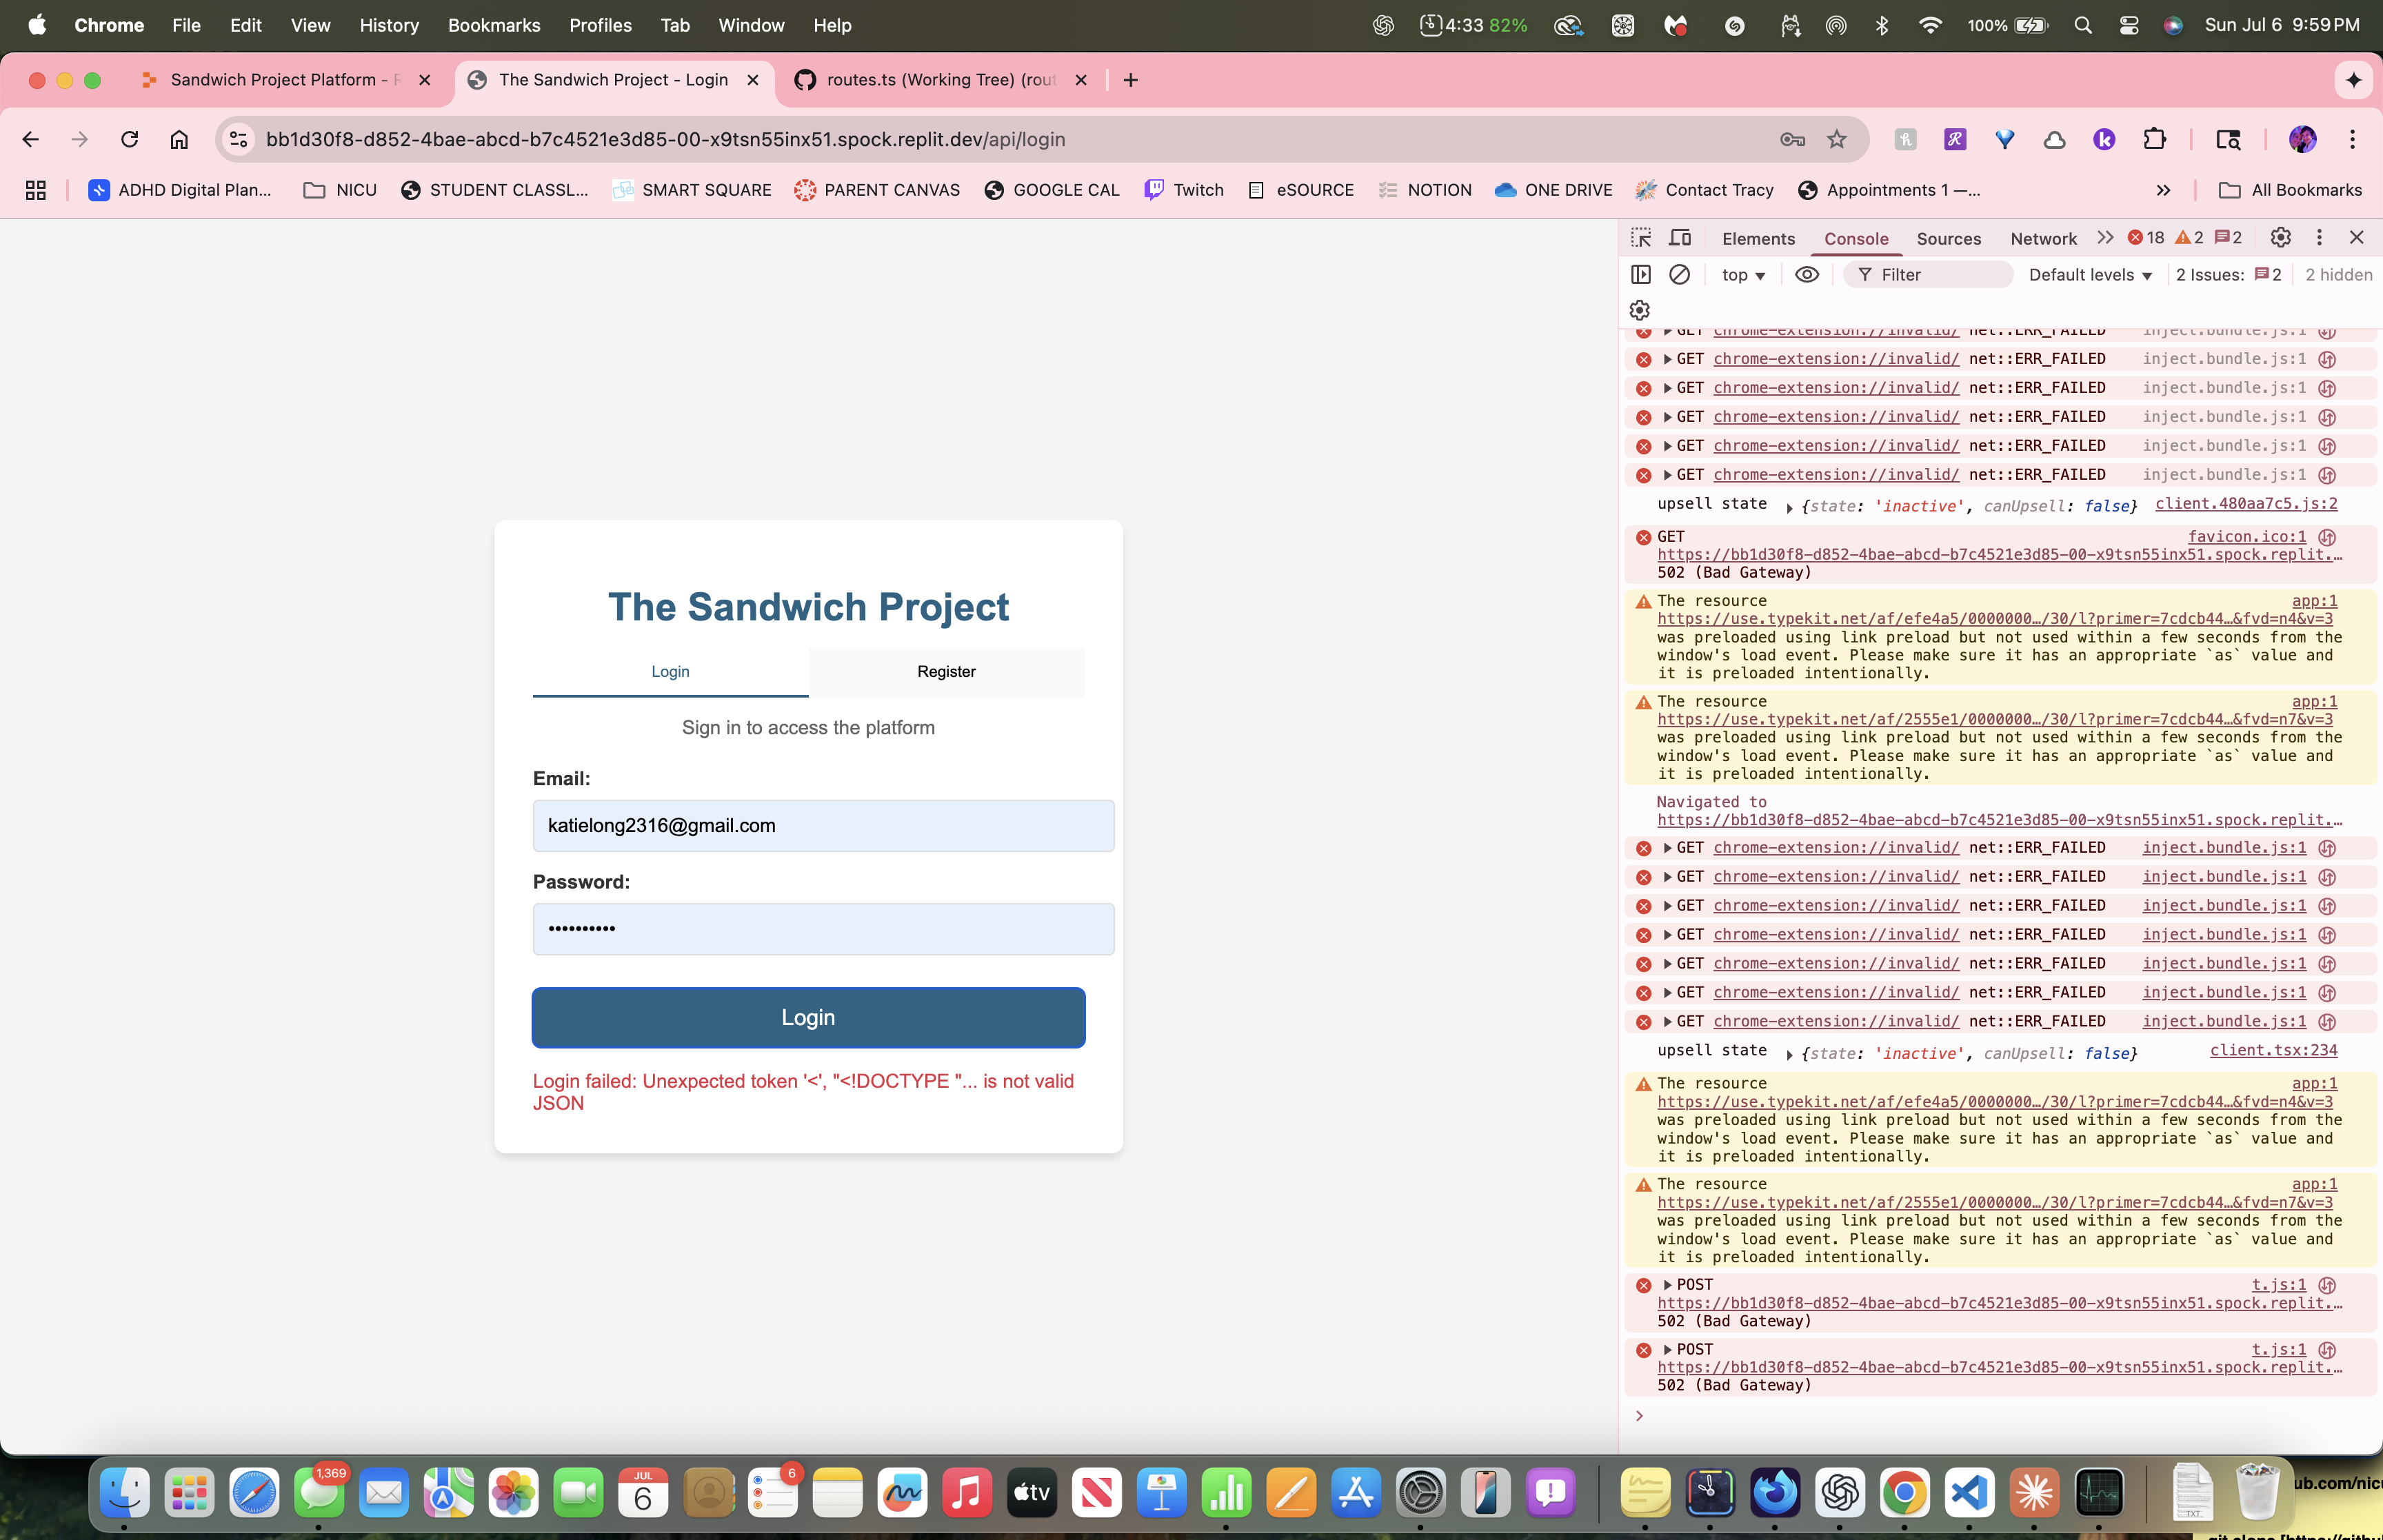 Chrome File Edit View History Bookmarks Profiles Tab Window Help 4:33 82% 100% Sun Jul 6 9:59 PM
Sandwich Project Platform - The Sandwich Project - Login routes.ts (Working Tree) (rout
bb1d30f8-d852-4bae-abcd-b7c4521e3d85-00-x9tsn55inx51.spock.replit.dev/api/login
ADHD Digital Plan... NICU STUDENT CLASSL... SMART SQUARE PARENT CANVAS GOOGLE CAL Twitch eSOURCE NOTION ONE DRIVE Contact Tracy Appointments 1 —... All Bookmarks
The Sandwich Project
Login Register
Sign in to access the platform
Email:
katielong2316@gmail.com
Password:
••••••••••
Login
Login failed: Unexpected token '<', "<!DOCTYPE "... is not valid
JSON
Elements Console Sources Network 18 2 2
top Filter Default levels 2 Issues: 2 2 hidden
GET chrome-extension://invalid/ net::ERR_FAILED inject.bundle.js:1
GET chrome-extension://invalid/ net::ERR_FAILED inject.bundle.js:1
GET chrome-extension://invalid/ net::ERR_FAILED inject.bundle.js:1
GET chrome-extension://invalid/ net::ERR_FAILED inject.bundle.js:1
GET chrome-extension://invalid/ net::ERR_FAILED inject.bundle.js:1
GET chrome-extension://invalid/ net::ERR_FAILED inject.bundle.js:1
upsell state {state: 'inactive', canUpsell: false} client.480aa7c5.js:2
GET favicon.ico:1
https://bb1d30f8-d852-4bae-abcd-b7c4521e3d85-00-x9tsn55inx51.spock.replit.…
502 (Bad Gateway)
The resource app:1
https://use.typekit.net/af/efe4a5/0000000…/30/l?primer=7cdcb44…&fvd=n4&v=3
was preloaded using link preload but not used within a few seconds from the
window's load event. Please make sure it has an appropriate `as` value and
it is preloaded intentionally.
The resource app:1
https://use.typekit.net/af/2555e1/0000000…/30/l?primer=7cdcb44…&fvd=n7&v=3
was preloaded using link preload but not used within a few seconds from the
window's load event. Please make sure it has an appropriate `as` value and
it is preloaded intentionally.
Navigated to
https://bb1d30f8-d852-4bae-abcd-b7c4521e3d85-00-x9tsn55inx51.spock.replit.…
GET chrome-extension://invalid/ net::ERR_FAILED inject.bundle.js:1
GET chrome-extension://invalid/ net::ERR_FAILED inject.bundle.js:1
GET chrome-extension://invalid/ net::ERR_FAILED inject.bundle.js:1
GET chrome-extension://invalid/ net::ERR_FAILED inject.bundle.js:1
GET chrome-extension://invalid/ net::ERR_FAILED inject.bundle.js:1
GET chrome-extension://invalid/ net::ERR_FAILED inject.bundle.js:1
GET chrome-extension://invalid/ net::ERR_FAILED inject.bundle.js:1
upsell state {state: 'inactive', canUpsell: false} client.tsx:234
The resource app:1
https://use.typekit.net/af/efe4a5/0000000…/30/l?primer=7cdcb44…&fvd=n4&v=3
was preloaded using link preload but not used within a few seconds from the
window's load event. Please make sure it has an appropriate `as` value and
it is preloaded intentionally.
The resource app:1
https://use.typekit.net/af/2555e1/0000000…/30/l?primer=7cdcb44…&fvd=n7&v=3
was preloaded using link preload but not used within a few seconds from the
window's load event. Please make sure it has an appropriate `as` value and
it is preloaded intentionally.
POST t.js:1
https://bb1d30f8-d852-4bae-abcd-b7c4521e3d85-00-x9tsn55inx51.spock.replit.…
502 (Bad Gateway)
POST t.js:1
https://bb1d30f8-d852-4bae-abcd-b7c4521e3d85-00-x9tsn55inx51.spock.replit.…
502 (Bad Gateway)
1,369 JUL 6 6 tv
ub.com/nicu